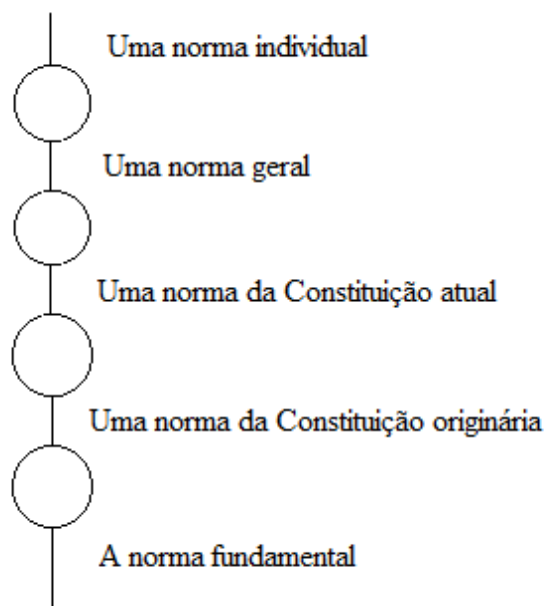 Uma norma individual
Uma norma geral
Uma norma da Constituição atual
Uma norma da Constituição originária
A norma fundamental